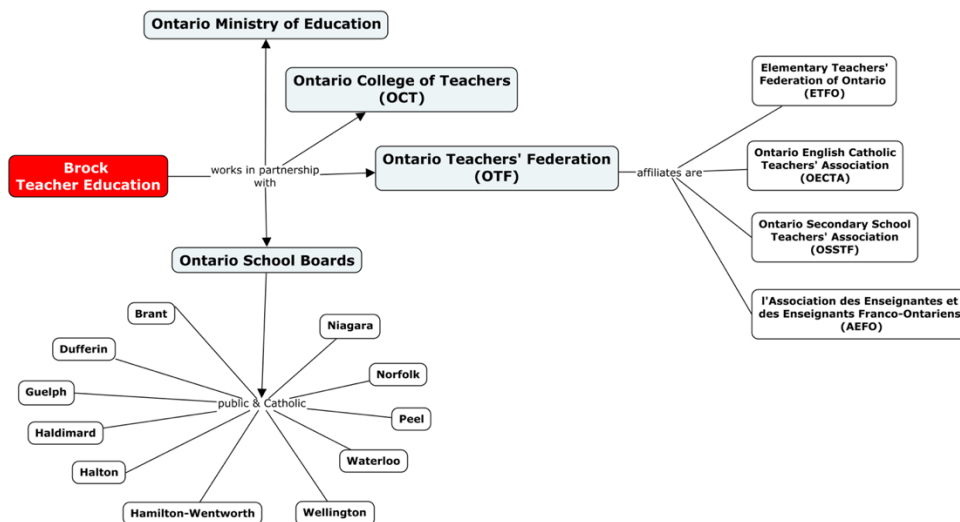 Ontario Ministry of Education
Ontario College of Teachers
(OCT)
Brock
Teacher Education
works in partnership
with
Ontario Teachers' Federation
(OTF)
affiliates are
Elementary Teachers'
Federation of Ontario
(ETFO)
Ontario English Catholic
Teachers' Association
(OECTA)
Ontario Secondary School
Teachers' Association
(OSSTF)
l'Association des Enseignantes et
des Enseignants Franco-Ontariens
(AEFO)
Ontario School Boards
public & Catholic
Brant
Dufferin
Guelph
Haldimard
Halton
Hamilton-Wentworth
Niagara
Norfolk
Peel
Waterloo
Wellington